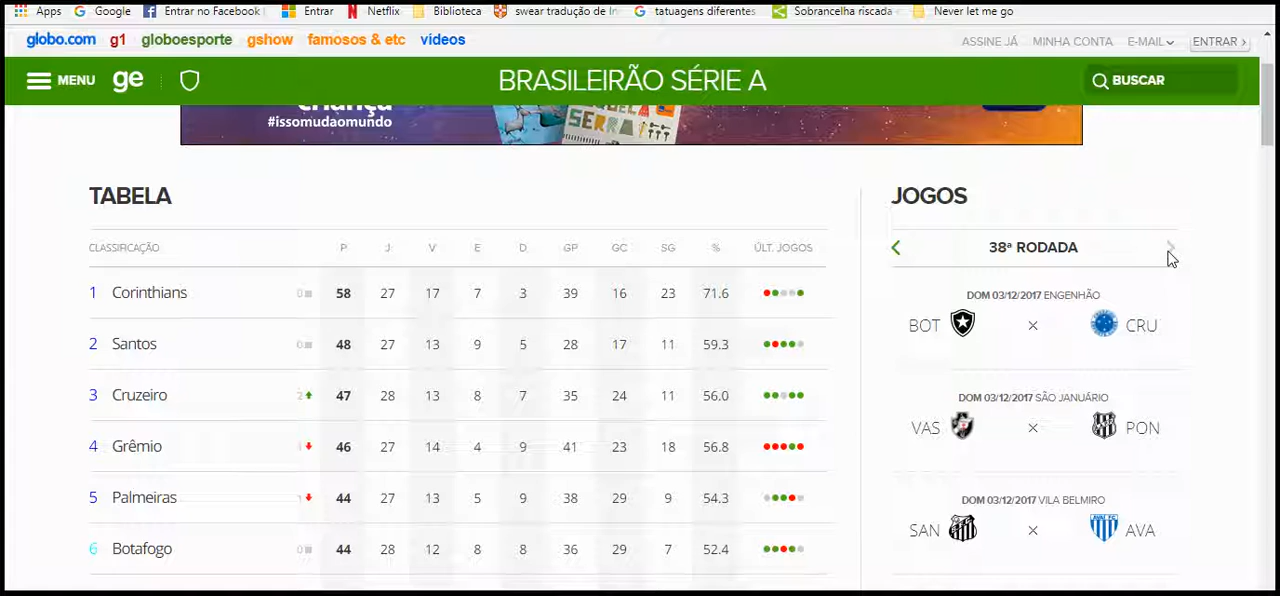 Apps Google Entrar no Facebook Entrar Netflix Biblioteca swear tradução de In tatuagens diferentes Sobrancelha riscada Never let me go
globo.com g1 globoesporte gshow famosos & etc vídeos ASSINE JÁ MINHA CONTA E-MAIL ENTRAR ›
MENU ge BRASILEIRÃO SÉRIE A BUSCAR
criança
#issomudaomundo
SERRA
TABELA
CLASSIFICAÇÃO P J V E D GP GC SG % ÚLT. JOGOS
1 Corinthians 0 58 27 17 7 3 39 16 23 71.6
2 Santos 0 48 27 13 9 5 28 17 11 59.3
3 Cruzeiro 2 47 28 13 8 7 35 24 11 56.0
4 Grêmio 1 46 27 14 4 9 41 23 18 56.8
5 Palmeiras 1 44 27 13 5 9 38 29 9 54.3
6 Botafogo 0 44 28 12 8 8 36 29 7 52.4
JOGOS
38ª RODADA
DOM 03/12/2017 ENGENHÃO
BOT × CRU
DOM 03/12/2017 SÃO JANUÁRIO
VAS × PON
DOM 03/12/2017 VILA BELMIRO
SAN × AVA